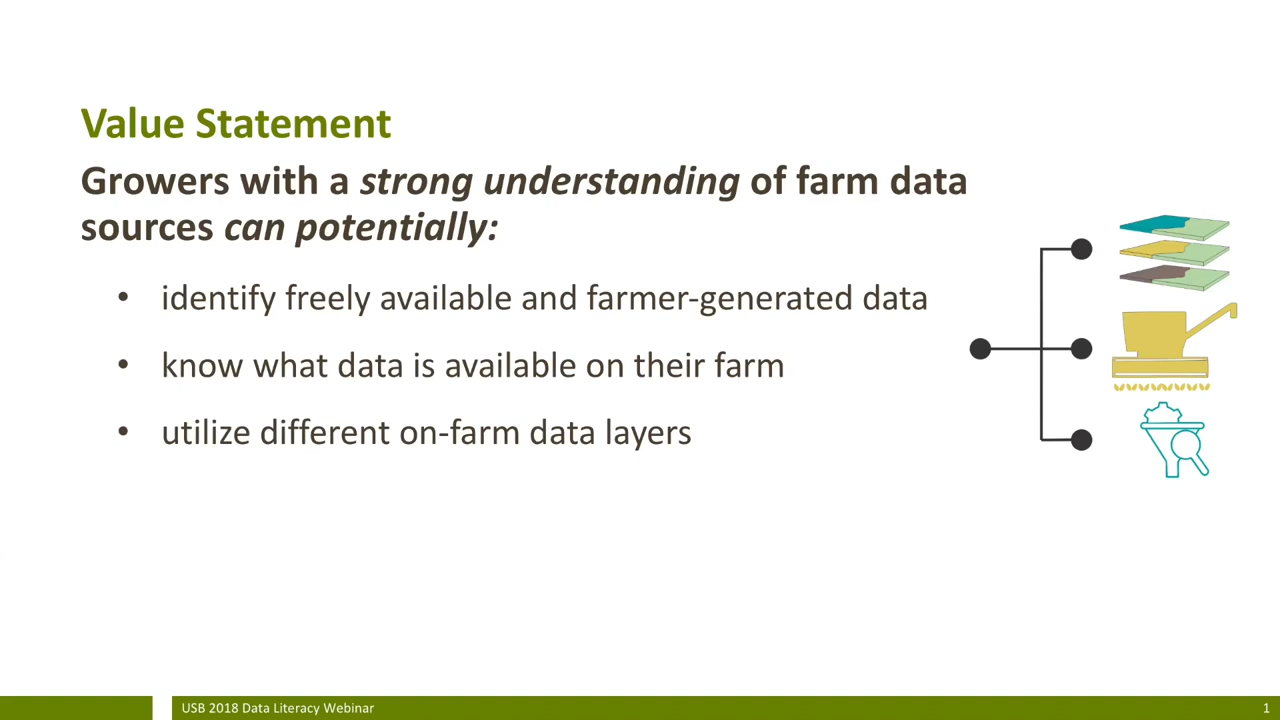 Value Statement
Growers with a strong understanding of farm data
sources can potentially:
• identify freely available and farmer-generated data
• know what data is available on their farm
• utilize different on-farm data layers
USB 2018 Data Literacy Webinar
1